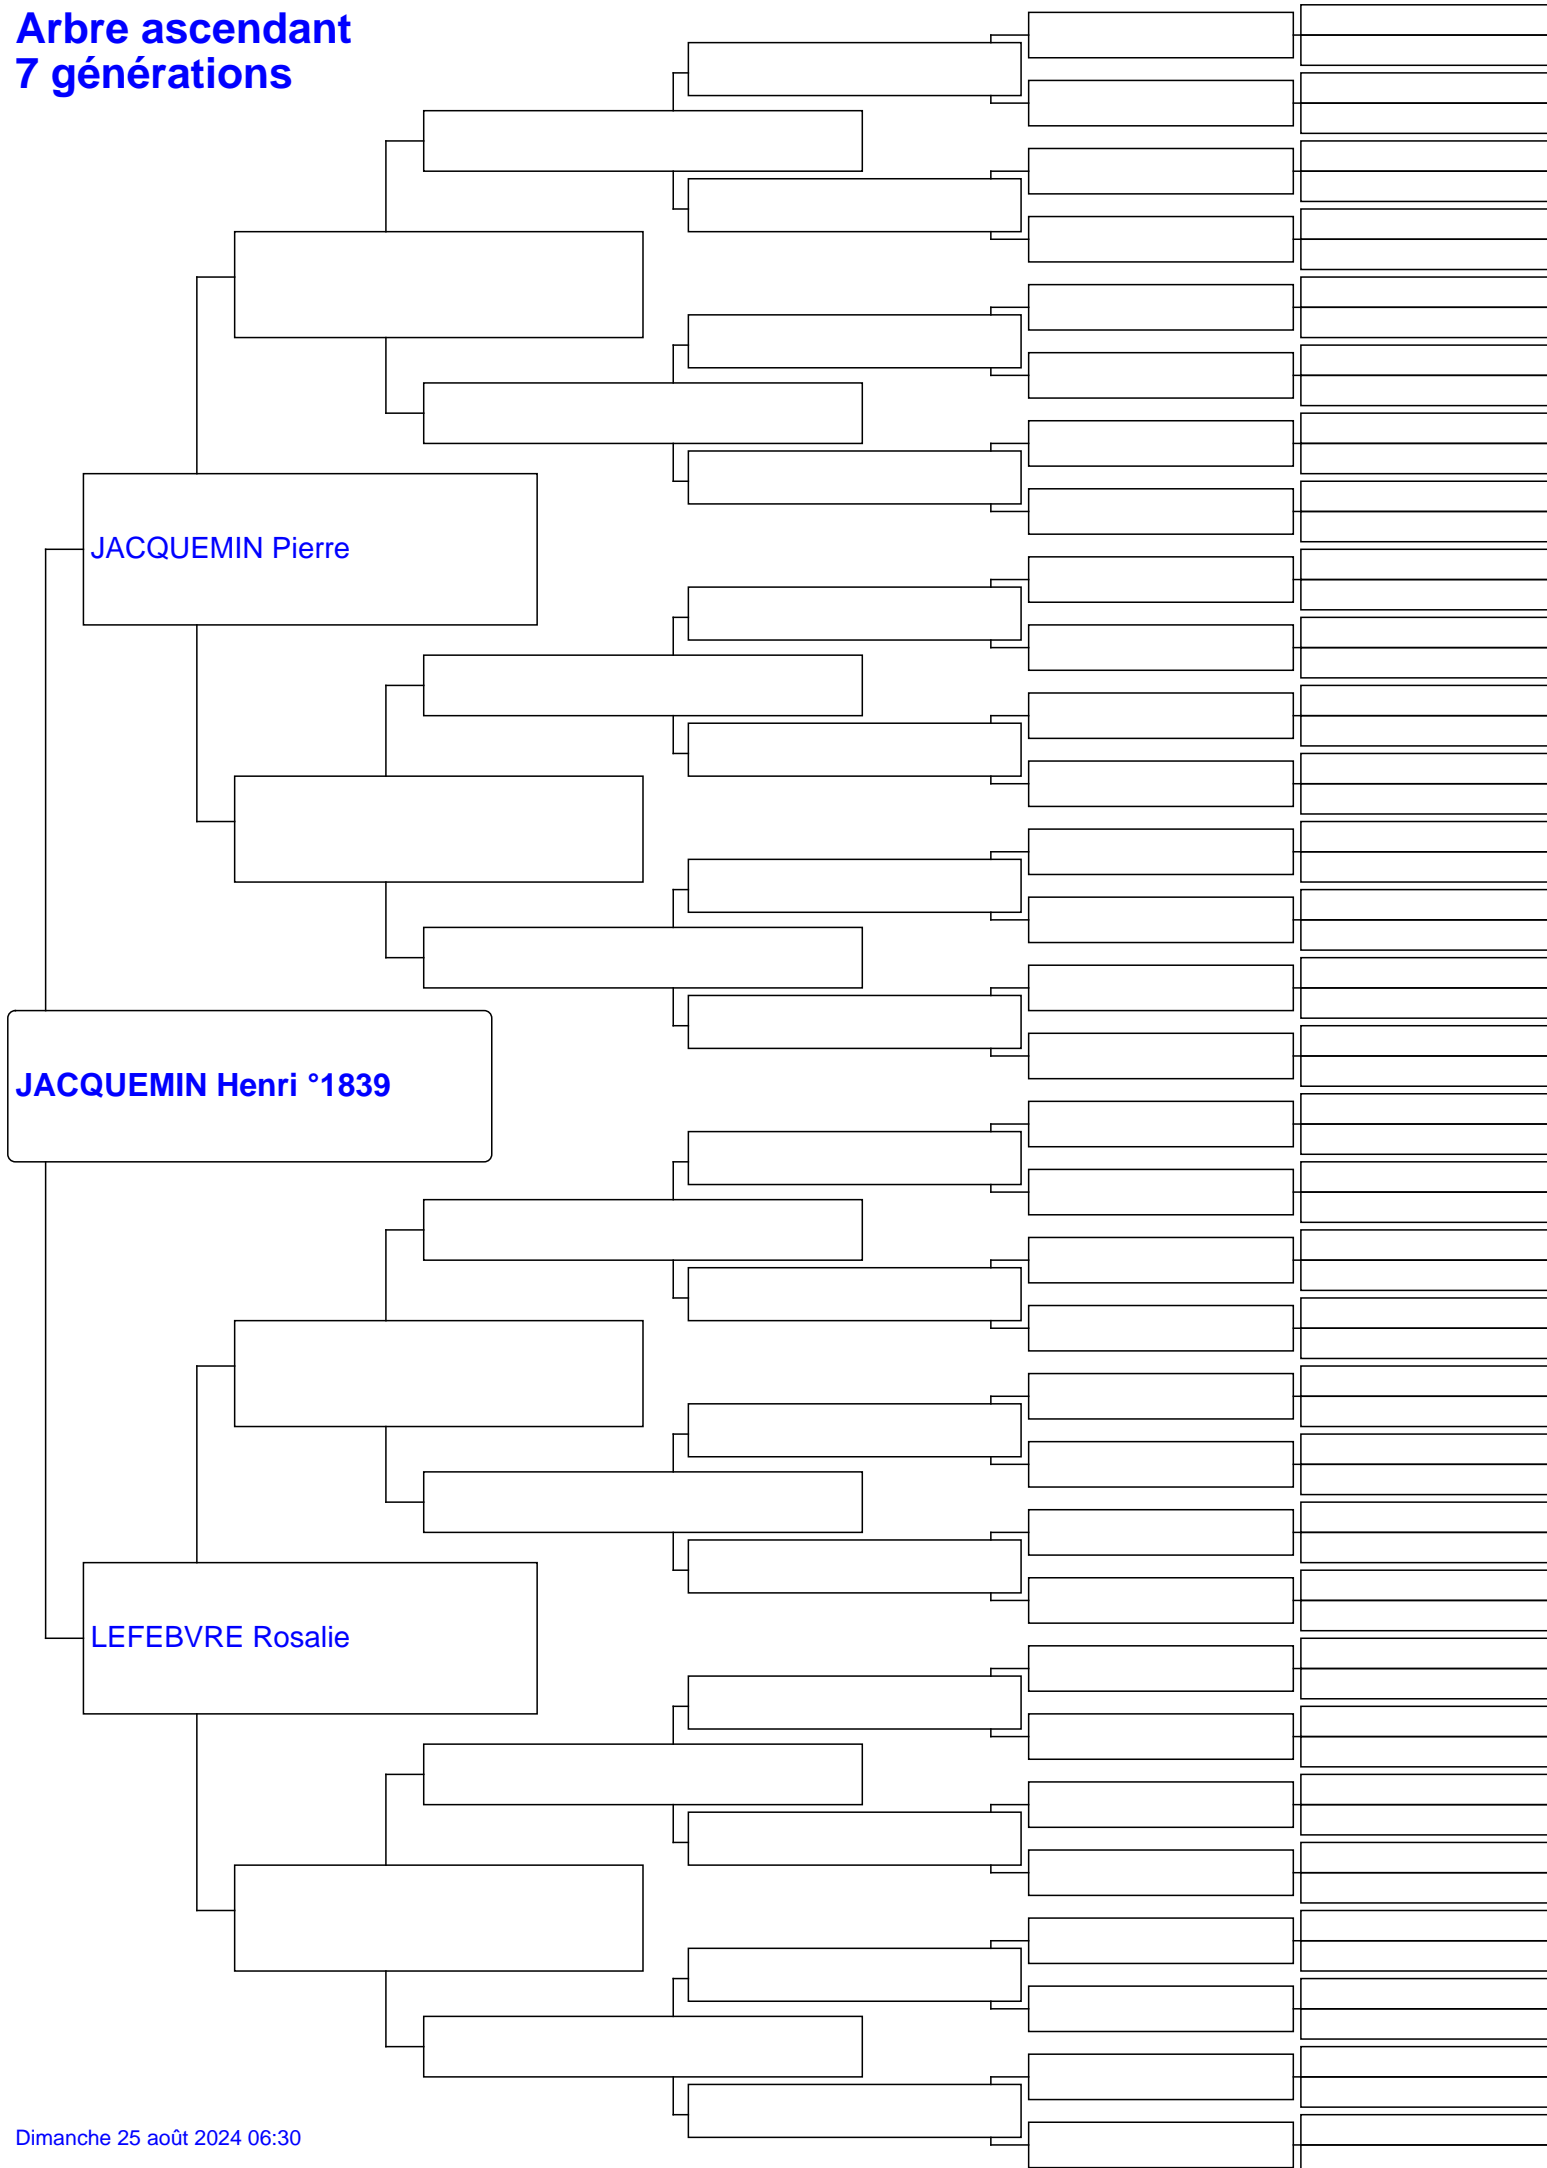 Arbre ascendant
7 générations
JACQUEMIN Pierre
JACQUEMIN Henri °1839
LEFEBVRE Rosalie
Dimanche 25 août 2024 06:30